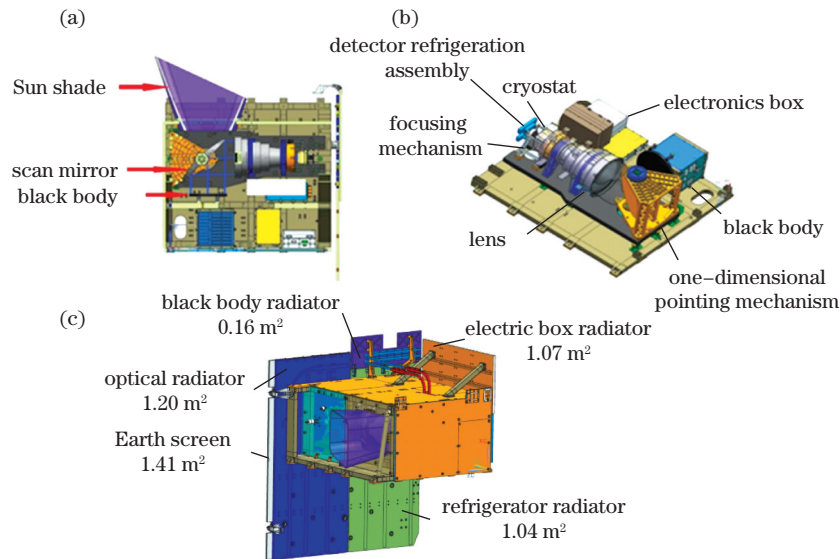 (a)
Sun shade
scan mirror
black body
(b)
detector refrigeration
assembly
cryostat
focusing
mechanism
electronics box
black body
lens
one-dimensional
pointing mechanism
(c)
black body radiator
0.16 m²
electric box radiator
1.07 m²
optical radiator
1.20 m²
Earth screen
1.41 m²
refrigerator radiator
1.04 m²